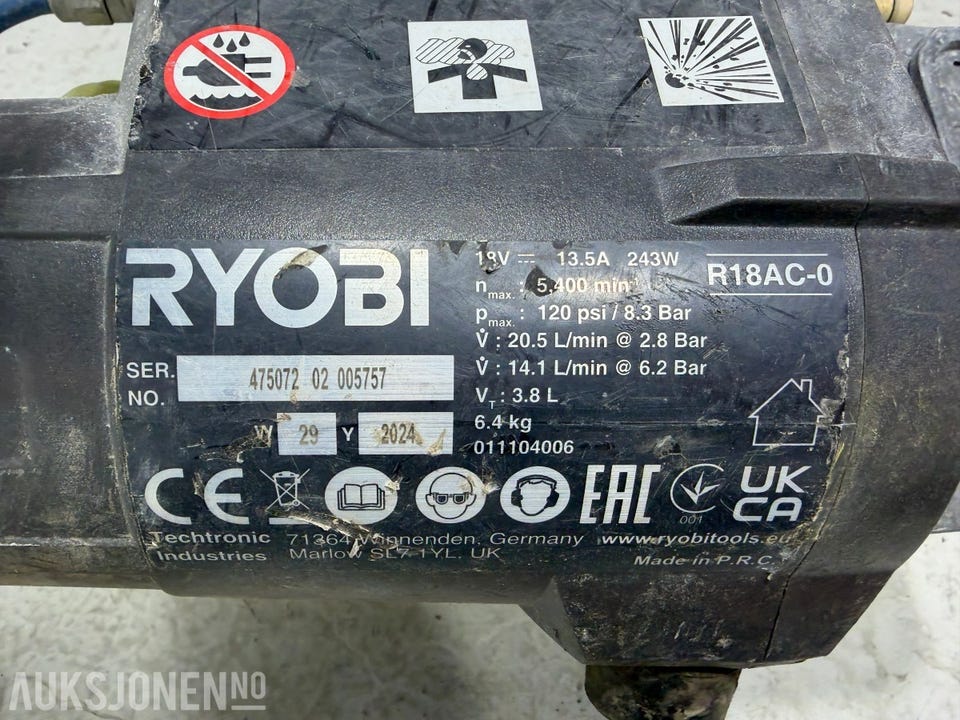 RYOBI
SER. NO. 475072 02 005757
W 29 Y 2024
18V ⎓ 13.5A 243W
n max. : 5,400 min⁻¹
p max. : 120 psi / 8.3 Bar
V̇ : 20.5 L/min @ 2.8 Bar
V̇ : 14.1 L/min @ 6.2 Bar
V T : 3.8 L
6.4 kg
011104006
R18AC-0
CE EAC 001 UK CA
Techtronic Industries
71364 Winnenden, Germany www.ryobitools.eu
Marlow SL7 1YL, UK
Made in P.R.C.
AUKSJONEN.NO